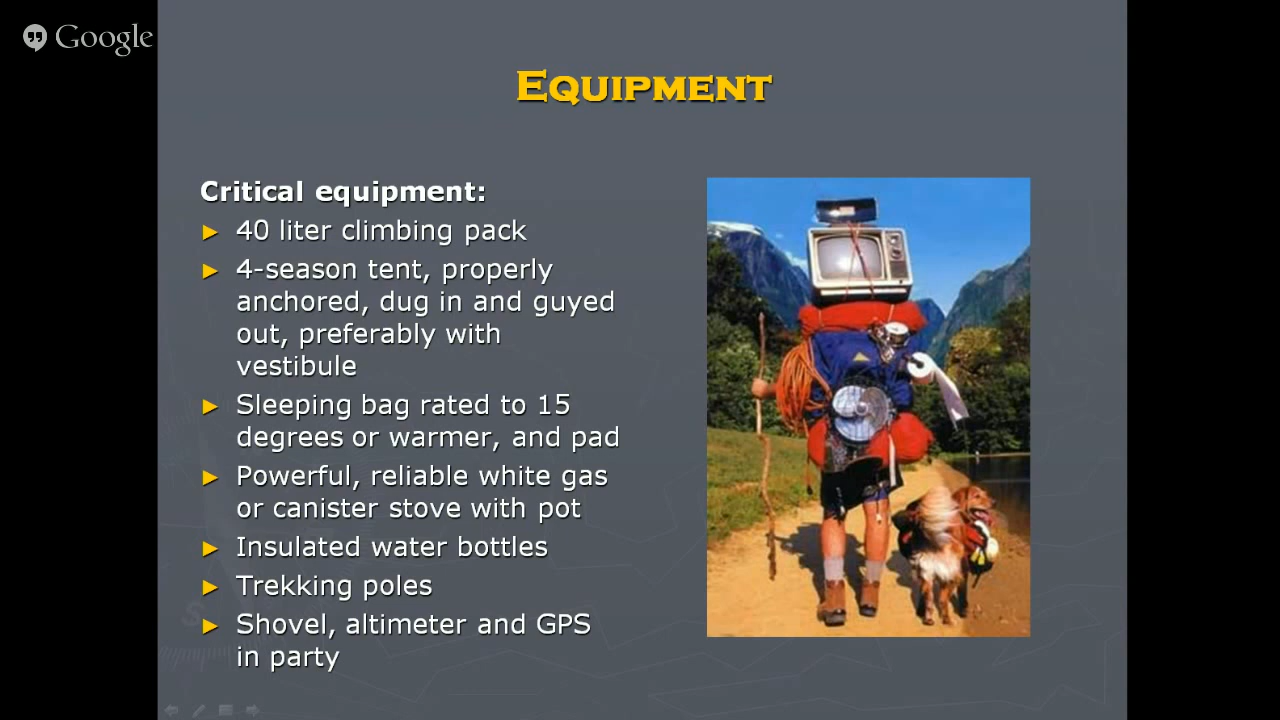 Google
Equipment
Critical equipment:
► 40 liter climbing pack
► 4-season tent, properly
anchored, dug in and guyed
out, preferably with
vestibule
► Sleeping bag rated to 15
degrees or warmer, and pad
► Powerful, reliable white gas
or canister stove with pot
► Insulated water bottles
► Trekking poles
► Shovel, altimeter and GPS
in party